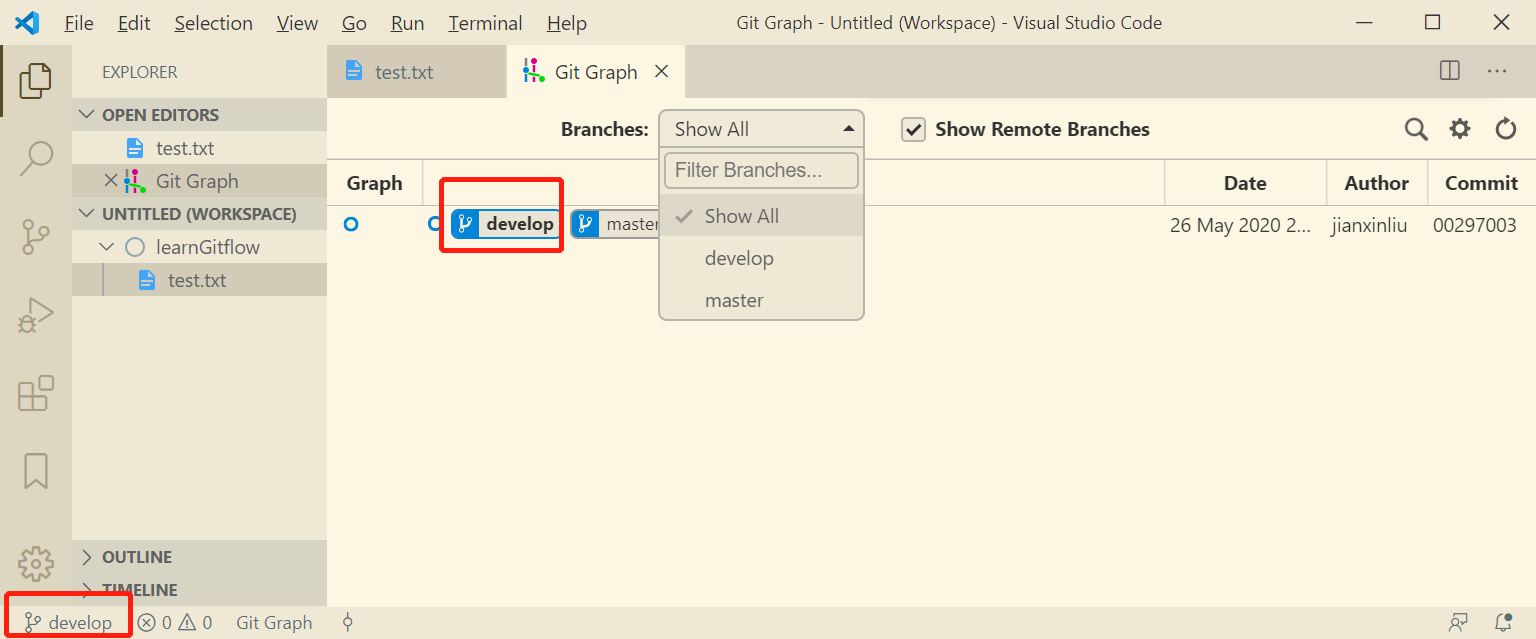 File Edit Selection View Go Run Terminal Help Git Graph - Untitled (Workspace) - Visual Studio Code
EXPLORER
OPEN EDITORS
test.txt
Git Graph
UNTITLED (WORKSPACE)
learnGitflow
test.txt
OUTLINE
TIMELINE
test.txt Git Graph
Branches: Show All Show Remote Branches
Filter Branches...
Show All
develop
master
Graph Date Author Commit
develop master 26 May 2020 2... jianxinliu 00297003
develop 0 0 Git Graph